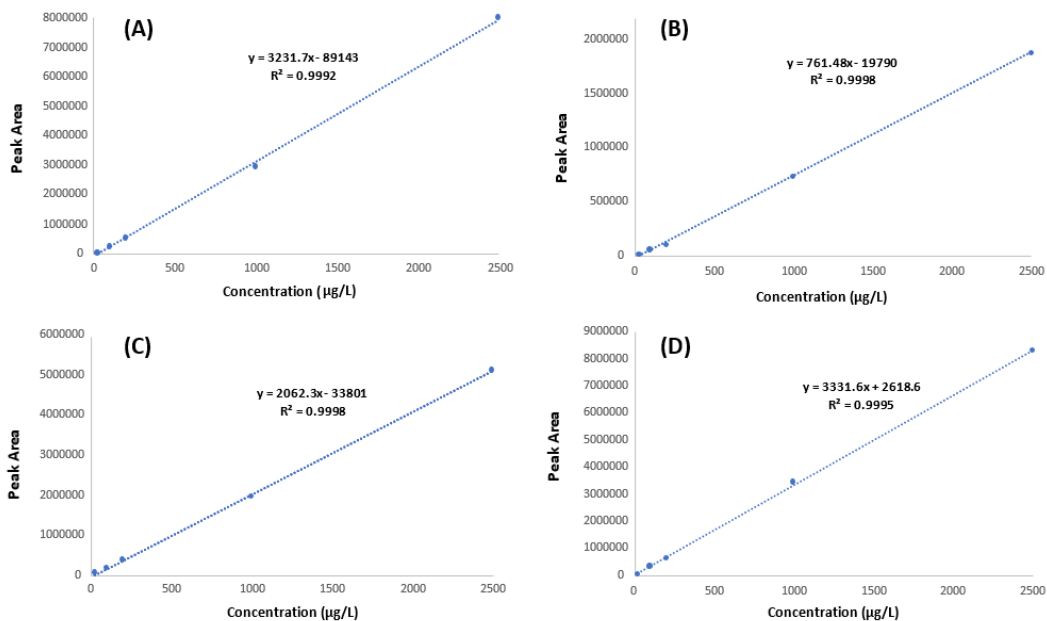 (A)
8000000
7000000
6000000
5000000
4000000
3000000
2000000
1000000
0
y = 3231.7x- 89143
R² = 0.9992
Peak Area
0 500 1000 1500 2000 2500
Concentration (µg/L)
(B)
2000000
1500000
1000000
500000
0
y = 761.48x- 19790
R² = 0.9998
Peak Area
0 500 1000 1500 2000 2500
Concentration (µg/L)
(C)
6000000
5000000
4000000
3000000
2000000
1000000
0
y = 2062.3x- 33801
R² = 0.9998
Peak Area
0 500 1000 1500 2000 2500
Concentration (µg/L)
(D)
9000000
8000000
7000000
6000000
5000000
4000000
3000000
2000000
1000000
0
y = 3331.6x + 2618.6
R² = 0.9995
Peak Area
0 500 1000 1500 2000 2500
Concentration (µg/L)